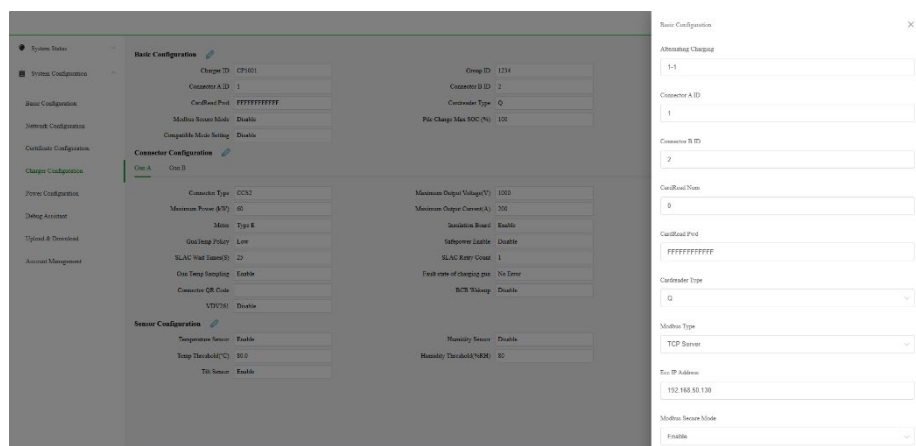 System Status
System Configuration
Basic Configuration
Network Configuration
Certificate Configuration
Charger Configuration
Power Configuration
Debug Assistant
Upload & Download
Account Management
Basic Configuration
Charger ID CP1001 Group ID 1234
Connector A ID 1 Connector B ID 2
CardRead Pwd FFFFFFFFFFFF Cardreader Type Q
Modbus Secure Mode Disable Pile Charge Max SOC (%) 100
Compatible Mode Setting Disable
Connector Configuration
Gun A Gun B
Connector Type CCS2 Maximum Output Voltage(V) 1000
Maximum Power (kW) 60 Maximum Output Current(A) 200
Meter Type E Insulation Board Enable
GunTemp Policy Low Safepower Enable Disable
SLAC Wait Times(S) 25 SLAC Retry Count 1
Gun Temp Sampling Enable Fault state of charging gun No Error
Connector QR Code BCB Wakeup Disable
VDV261 Disable
Sensor Configuration
Temperature Sensor Enable Humidity Sensor Disable
Temp Threshold(°C) 80.0 Humidity Threshold(%RH) 80
Tilt Sensor Enable
Basic Configuration
Alternating Charging
1-1
Connector A ID
1
Connector B ID
2
CardRead Num
0
CardRead Pwd
FFFFFFFFFFFF
Cardreader Type
Q
Modbus Type
TCP Server
IP Address
192.168.50.130
Modbus Secure Mode
Enable